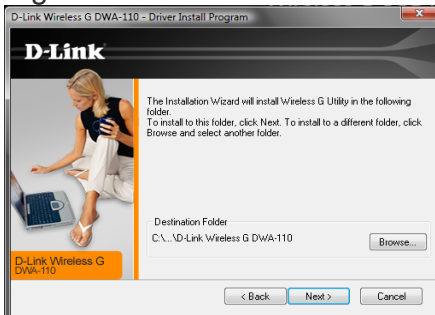 D-Link Wireless G DWA-110 - Driver Install Program
D-Link
The Installation Wizard will install Wireless G Utility in the following
folder.
To install to this folder, click Next. To install to a different folder, click
Browse and select another folder.
Destination Folder
C:\...\D-Link Wireless G DWA-110
Browse...
D-Link Wireless G
DWA-110
< Back
Next >
Cancel